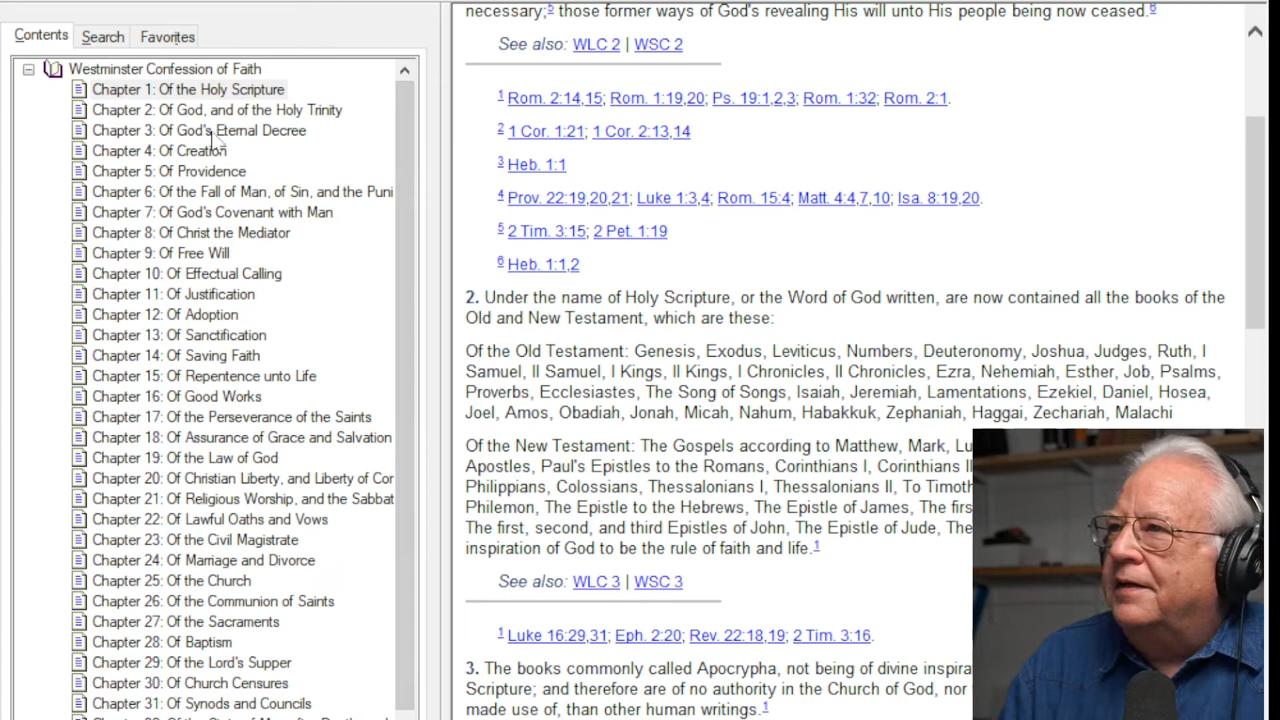 Contents
Search
Favorites
Westminster Confession of Faith
Chapter 1: Of the Holy Scripture
Chapter 2: Of God, and of the Holy Trinity
Chapter 3: Of God's Eternal Decree
Chapter 4: Of Creation
Chapter 5: Of Providence
Chapter 6: Of the Fall of Man, of Sin, and the Puni
Chapter 7: Of God's Covenant with Man
Chapter 8: Of Christ the Mediator
Chapter 9: Of Free Will
Chapter 10: Of Effectual Calling
Chapter 11: Of Justification
Chapter 12: Of Adoption
Chapter 13: Of Sanctification
Chapter 14: Of Saving Faith
Chapter 15: Of Repentence unto Life
Chapter 16: Of Good Works
Chapter 17: Of the Perseverance of the Saints
Chapter 18: Of Assurance of Grace and Salvation
Chapter 19: Of the Law of God
Chapter 20: Of Christian Liberty, and Liberty of Cor
Chapter 21: Of Religious Worship, and the Sabbat
Chapter 22: Of Lawful Oaths and Vows
Chapter 23: Of the Civil Magistrate
Chapter 24: Of Marriage and Divorce
Chapter 25: Of the Church
Chapter 26: Of the Communion of Saints
Chapter 27: Of the Sacraments
Chapter 28: Of Baptism
Chapter 29: Of the Lord's Supper
Chapter 30: Of Church Censures
Chapter 31: Of Synods and Councils
necessary;5 those former ways of God's revealing His will unto His people being now ceased.6
See also: WLC 2 | WSC 2
1 Rom. 2:14,15; Rom. 1:19,20; Ps. 19:1,2,3; Rom. 1:32; Rom. 2:1.
2 1 Cor. 1:21; 1 Cor. 2:13,14
3 Heb. 1:1
4 Prov. 22:19,20,21; Luke 1:3,4; Rom. 15:4; Matt. 4:4,7,10; Isa. 8:19,20.
5 2 Tim. 3:15; 2 Pet. 1:19
6 Heb. 1:1,2
2. Under the name of Holy Scripture, or the Word of God written, are now contained all the books of the
Old and New Testament, which are these:
Of the Old Testament: Genesis, Exodus, Leviticus, Numbers, Deuteronomy, Joshua, Judges, Ruth, I
Samuel, II Samuel, I Kings, II Kings, I Chronicles, II Chronicles, Ezra, Nehemiah, Esther, Job, Psalms,
Proverbs, Ecclesiastes, The Song of Songs, Isaiah, Jeremiah, Lamentations, Ezekiel, Daniel, Hosea,
Joel, Amos, Obadiah, Jonah, Micah, Nahum, Habakkuk, Zephaniah, Haggai, Zechariah, Malachi
Of the New Testament: The Gospels according to Matthew, Mark, Lu
Apostles, Paul's Epistles to the Romans, Corinthians I, Corinthians II
Philippians, Colossians, Thessalonians I, Thessalonians II, To Timoth
Philemon, The Epistle to the Hebrews, The Epistle of James, The firs
The first, second, and third Epistles of John, The Epistle of Jude, The
inspiration of God to be the rule of faith and life.1
See also: WLC 3 | WSC 3
1 Luke 16:29,31; Eph. 2:20; Rev. 22:18,19; 2 Tim. 3:16.
3. The books commonly called Apocrypha, not being of divine inspira
Scripture; and therefore are of no authority in the Church of God, nor
made use of, than other human writings.1